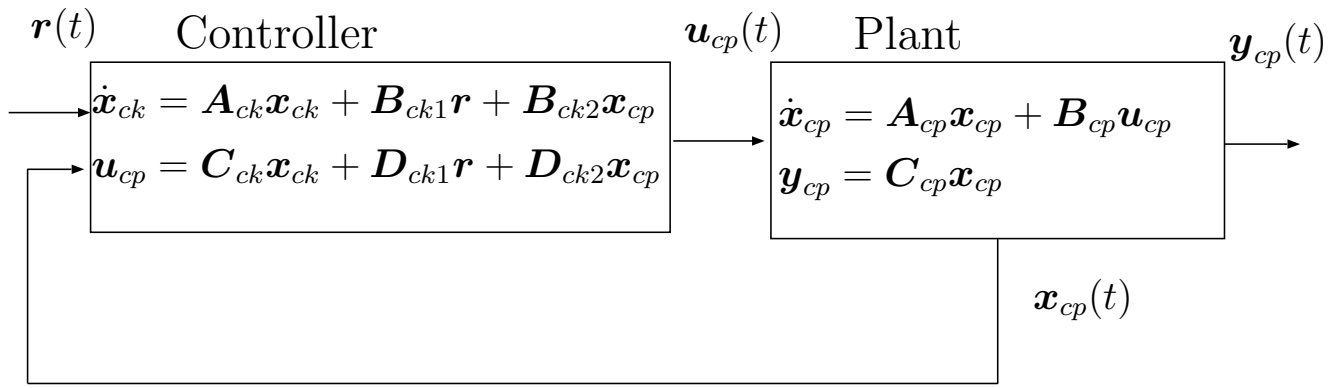 r(t)
Controller
ẋ_ck = A_ck x_ck + B_ck1 r + B_ck2 x_cp
u_cp = C_ck x_ck + D_ck1 r + D_ck2 x_cp
u_cp(t)
Plant
ẋ_cp = A_cp x_cp + B_cp u_cp
y_cp = C_cp x_cp
y_cp(t)
x_cp(t)